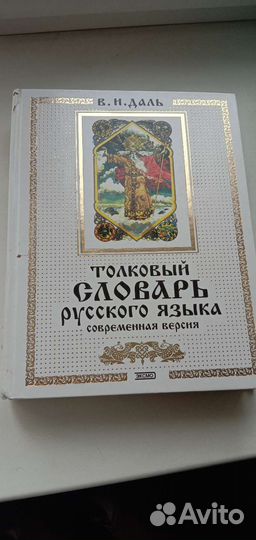 В. И. ДАЛЬ
ТОЛКОВЫЙ
СЛОВАРЬ
РУССКОГО ЯЗЫКА
СОВРЕМЕННАЯ ВЕРСИЯ
ЭКСМО
Avito